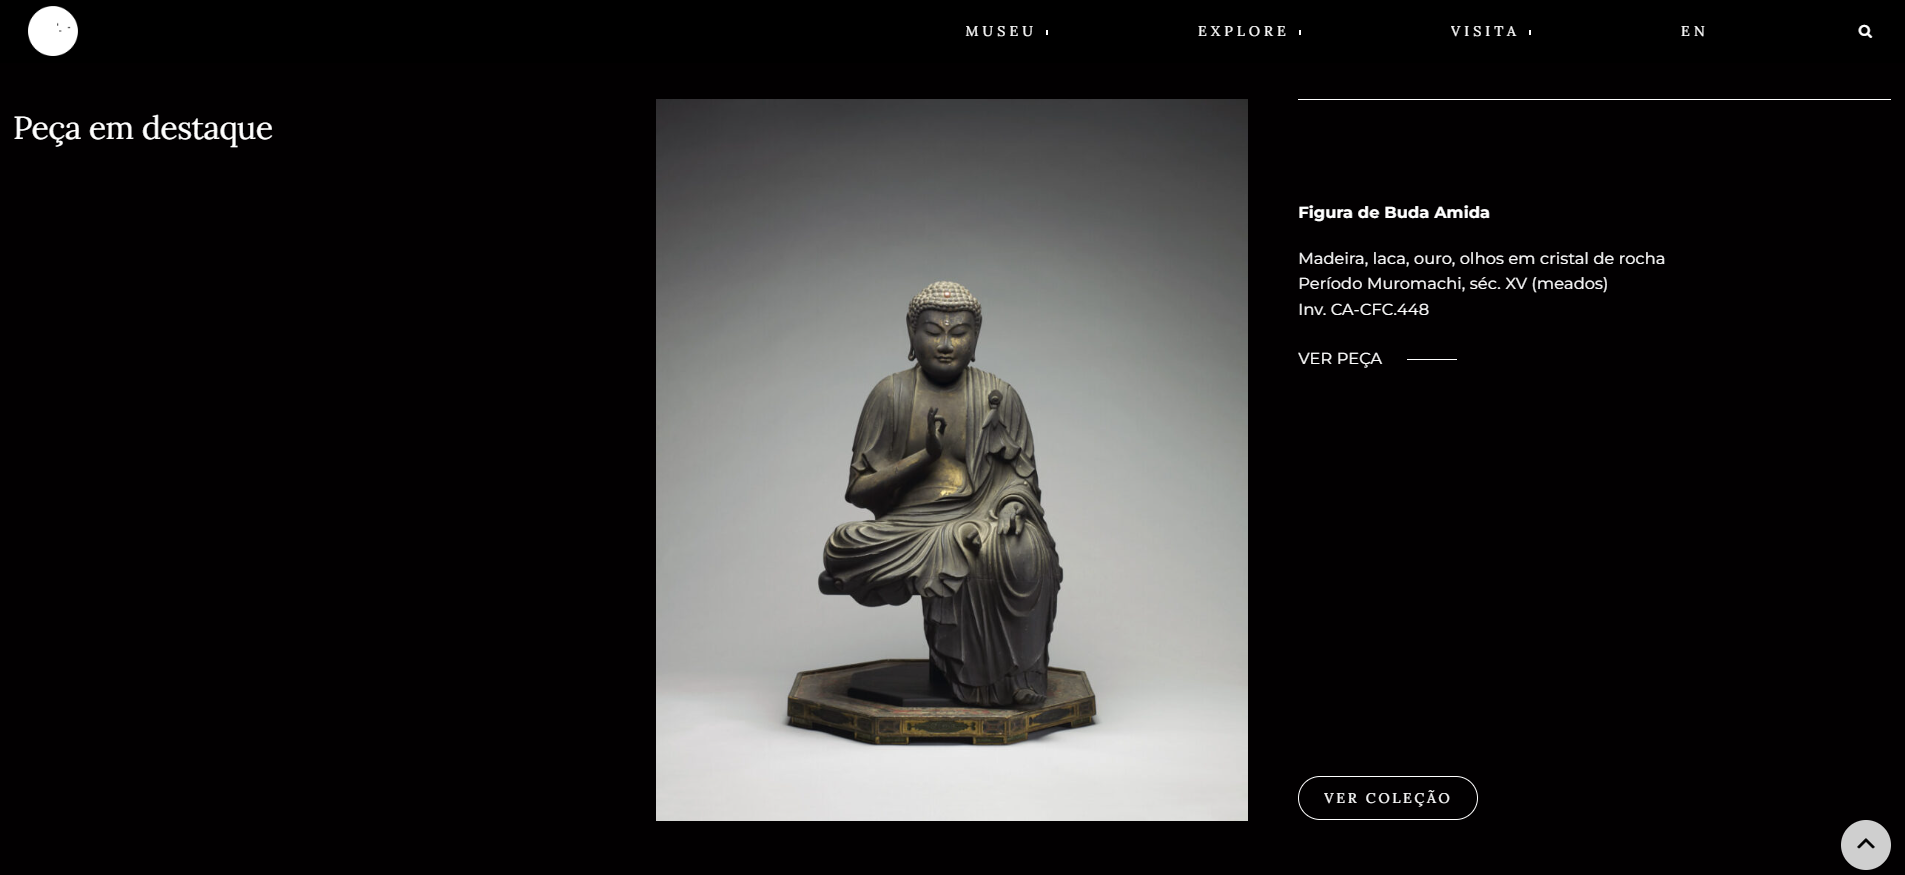 MUSEU
EXPLORE
VISITA
EN
Peça em destaque
Figura de Buda Amida
Madeira, laca, ouro, olhos em cristal de rocha
Período Muromachi, séc. XV (meados)
Inv. CA-CFC.448
VER PEÇA
VER COLEÇÃO